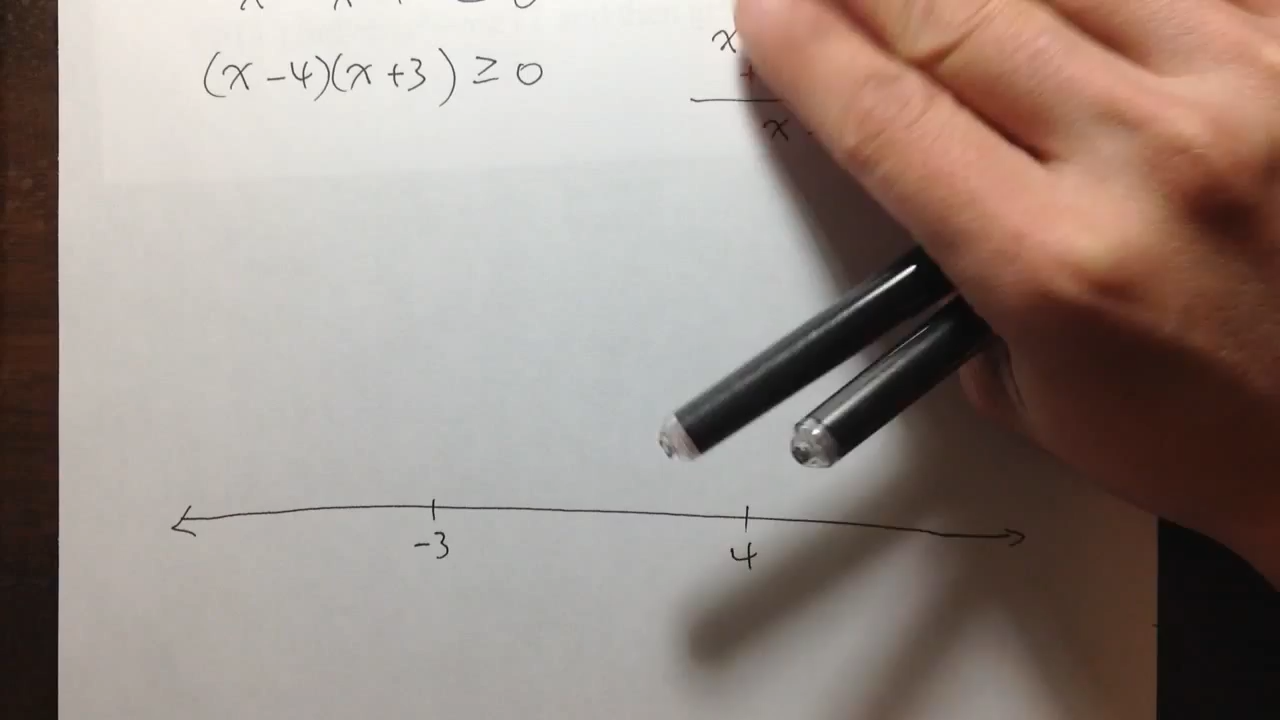 (x-4)(x+3) ≥ 0
x
x
-3 4